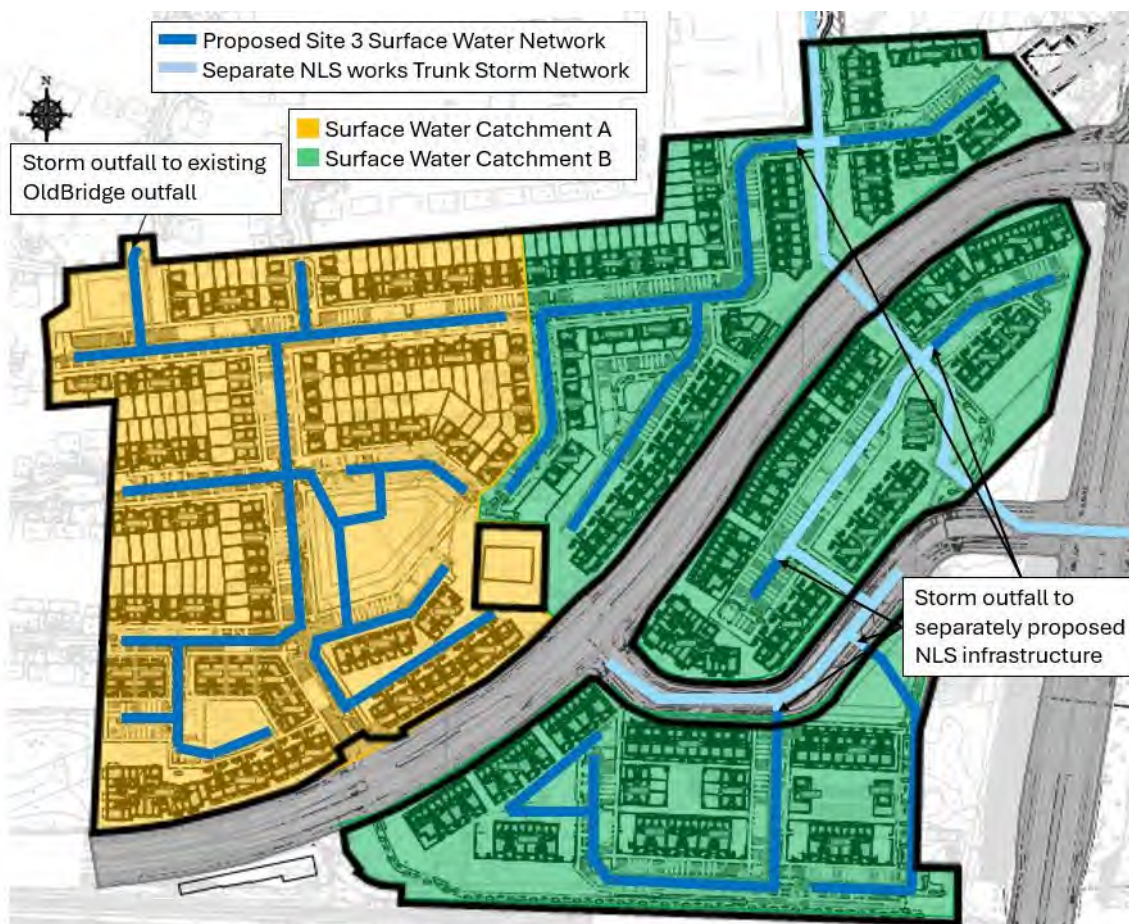 Proposed Site 3 Surface Water Network
Separate NLS works Trunk Storm Network
N
Surface Water Catchment A
Surface Water Catchment B
Storm outfall to existing
OldBridge outfall
Storm outfall to
separately proposed
NLS infrastructure